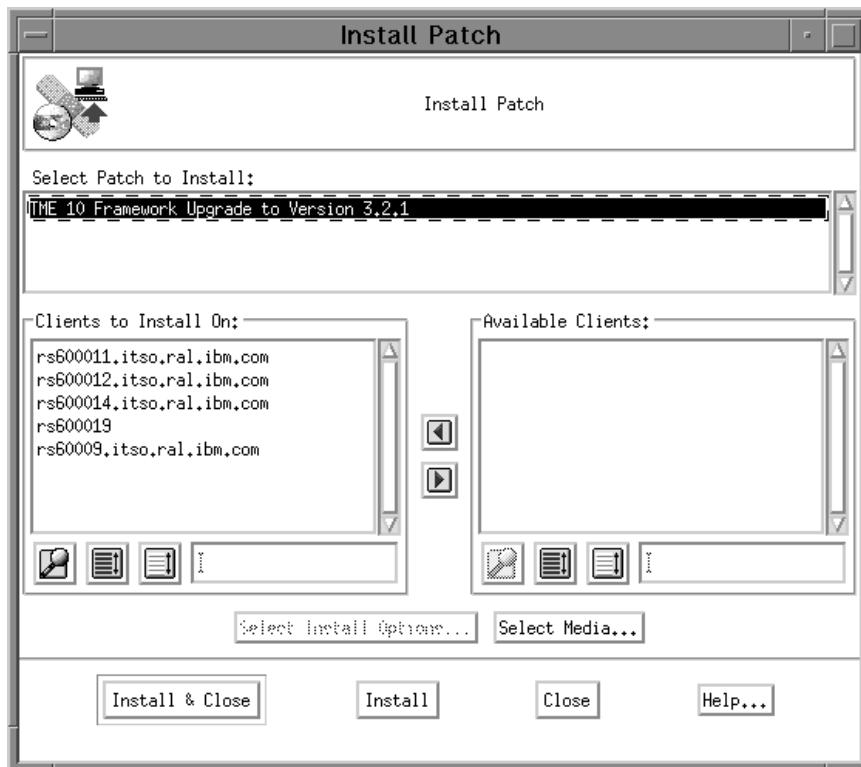 Install Patch
Install Patch
Select Patch to Install:
TME 10 Framework Upgrade to Version 3.2.1
Clients to Install On:
rs600011.itso.ral.ibm.com
rs600012.itso.ral.ibm.com
rs600014.itso.ral.ibm.com
rs600019
rs60009.itso.ral.ibm.com
Available Clients:
Select Install Options...
Select Media...
Install & Close
Install
Close
Help...